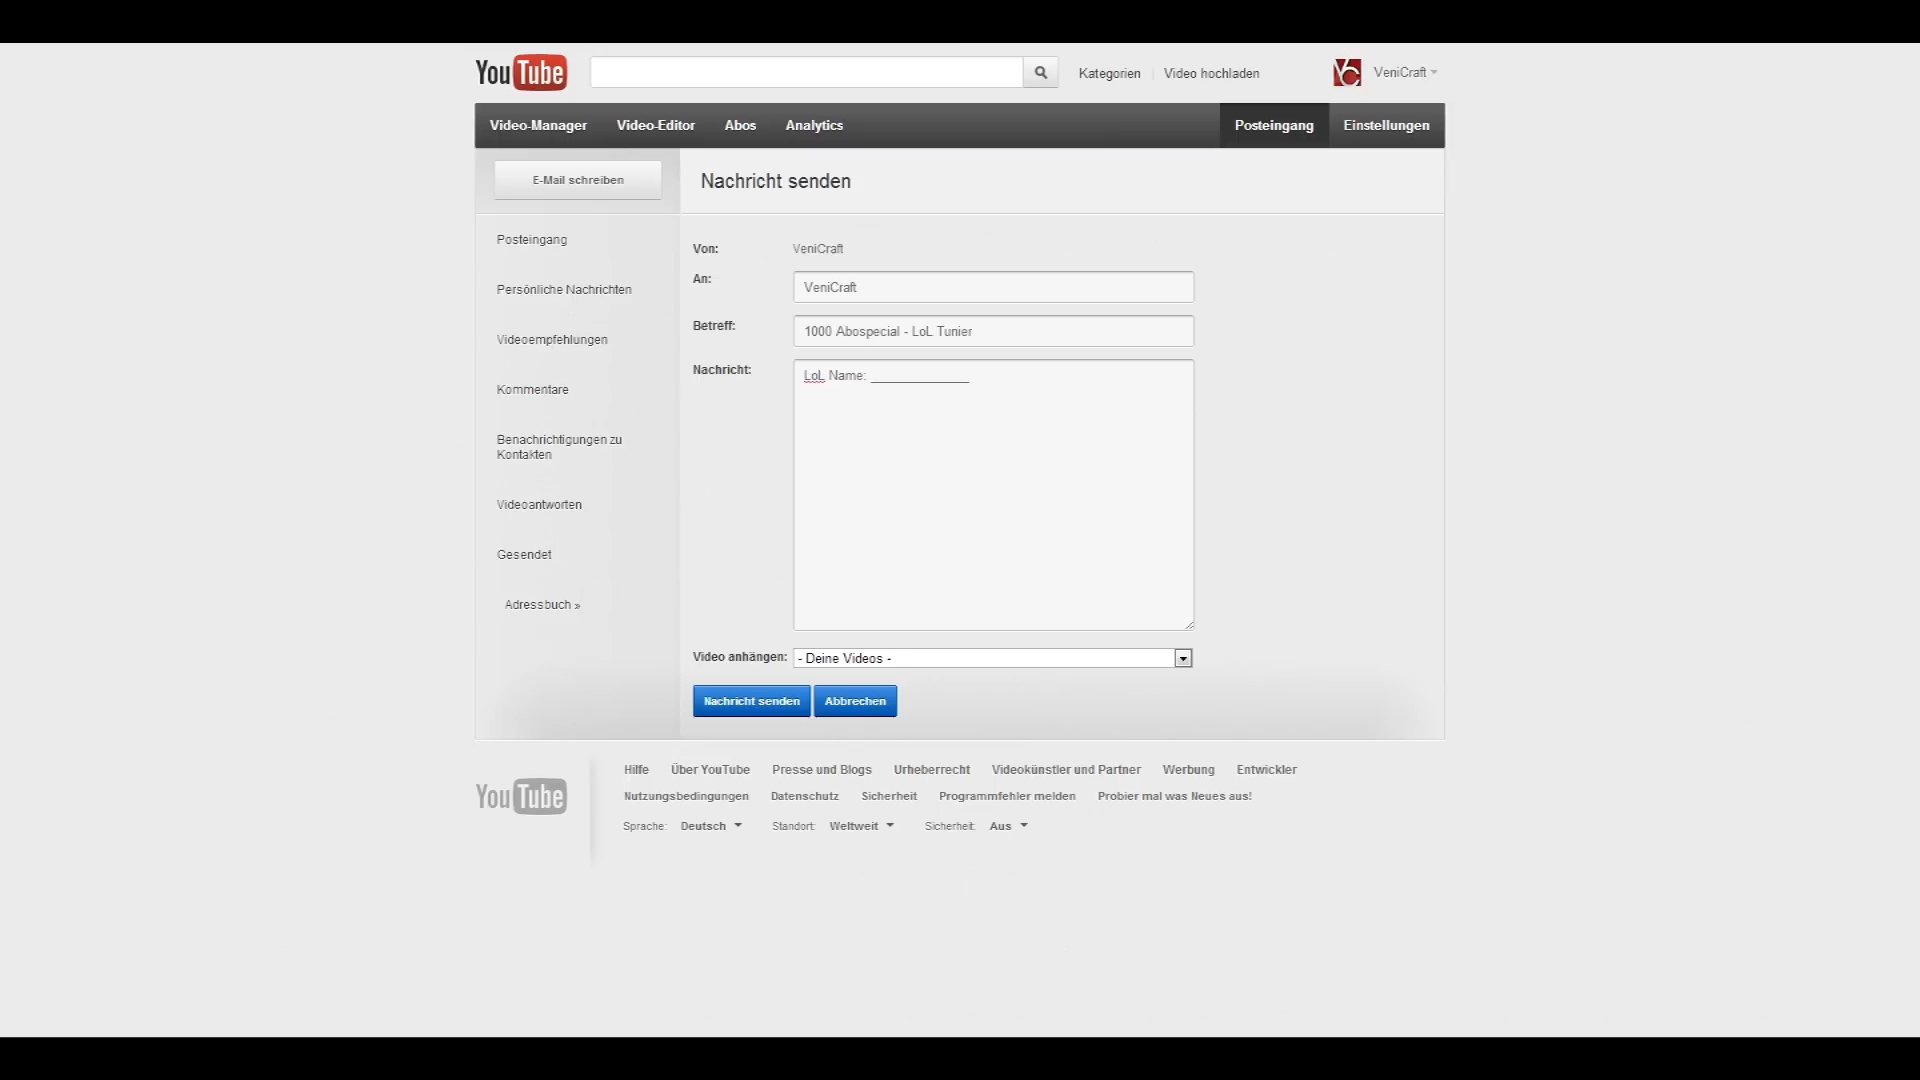 YouTube
Kategorien Video hochladen
VC VeniCraft
Video-Manager Video-Editor Abos Analytics Posteingang Einstellungen
E-Mail schreiben
Nachricht senden
Posteingang
Persönliche Nachrichten
Videoempfehlungen
Kommentare
Benachrichtigungen zu
Kontakten
Videoantworten
Gesendet
Adressbuch »
Von: VeniCraft
An: VeniCraft
Betreff: 1000 Abospecial - LoL Tunier
Nachricht: LoL Name: ______________
Video anhängen: - Deine Videos -
Nachricht senden Abbrechen
YouTube
Hilfe Über YouTube Presse und Blogs Urheberrecht Videokünstler und Partner Werbung Entwickler
Nutzungsbedingungen Datenschutz Sicherheit Programmfehler melden Probier mal was Neues aus!
Sprache: Deutsch Standort: Weltweit Sicherheit: Aus